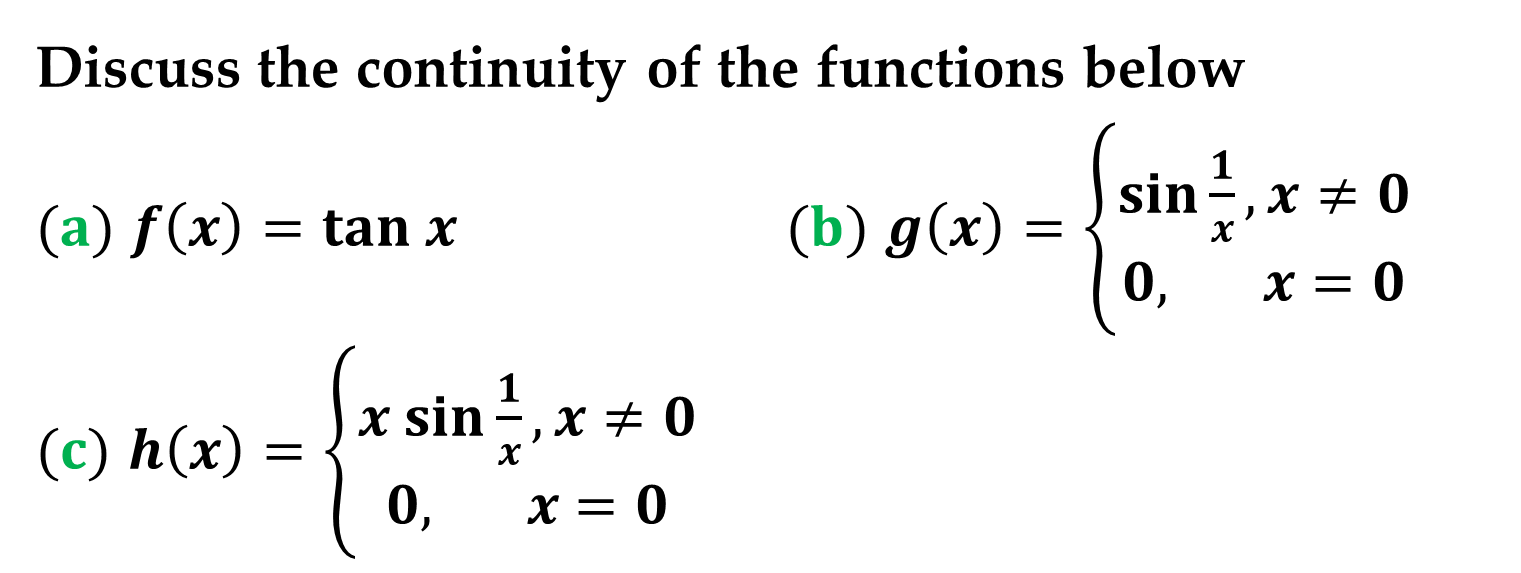 Discuss the continuity of the functions below
(a) f(x) = tan x (b) g(x) = { sin 1/x, x ≠ 0
0, x = 0
(c) h(x) = { x sin 1/x, x ≠ 0
0, x = 0